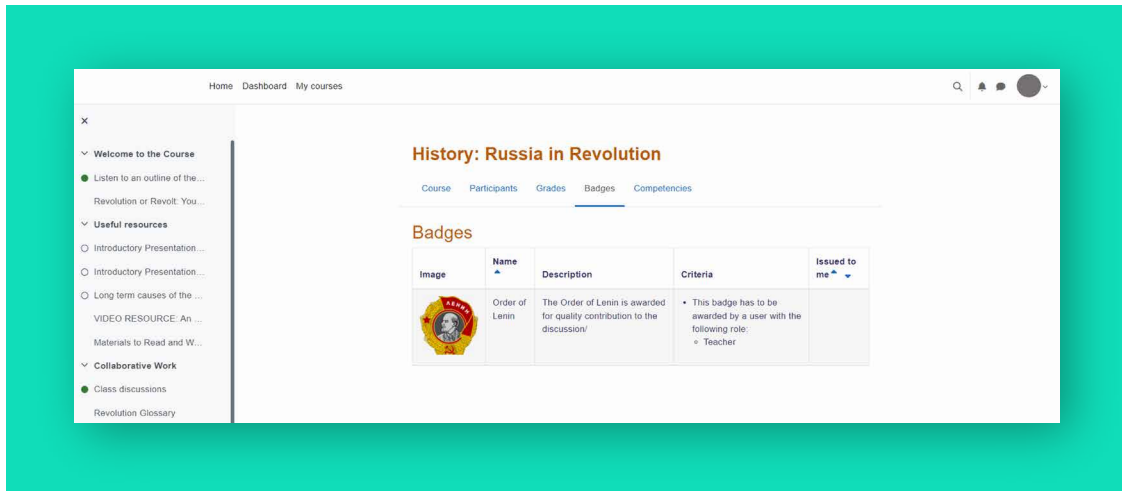 Home Dashboard My courses
Welcome to the Course
Listen to an outline of the...
Revolution or Revolt: You...
Useful resources
Introductory Presentation...
Introductory Presentation...
Long term causes of the ...
VIDEO RESOURCE: An ...
Materials to Read and W...
Collaborative Work
Class discussions
Revolution Glossary
History: Russia in Revolution
Course Participants Grades Badges Competencies
Badges
Image
Name
Description
Criteria
Issued to
me
ЛЕНИН
Order of
Lenin
The Order of Lenin is awarded
for quality contribution to the
discussion/
• This badge has to be
awarded by a user with the
following role:
Teacher